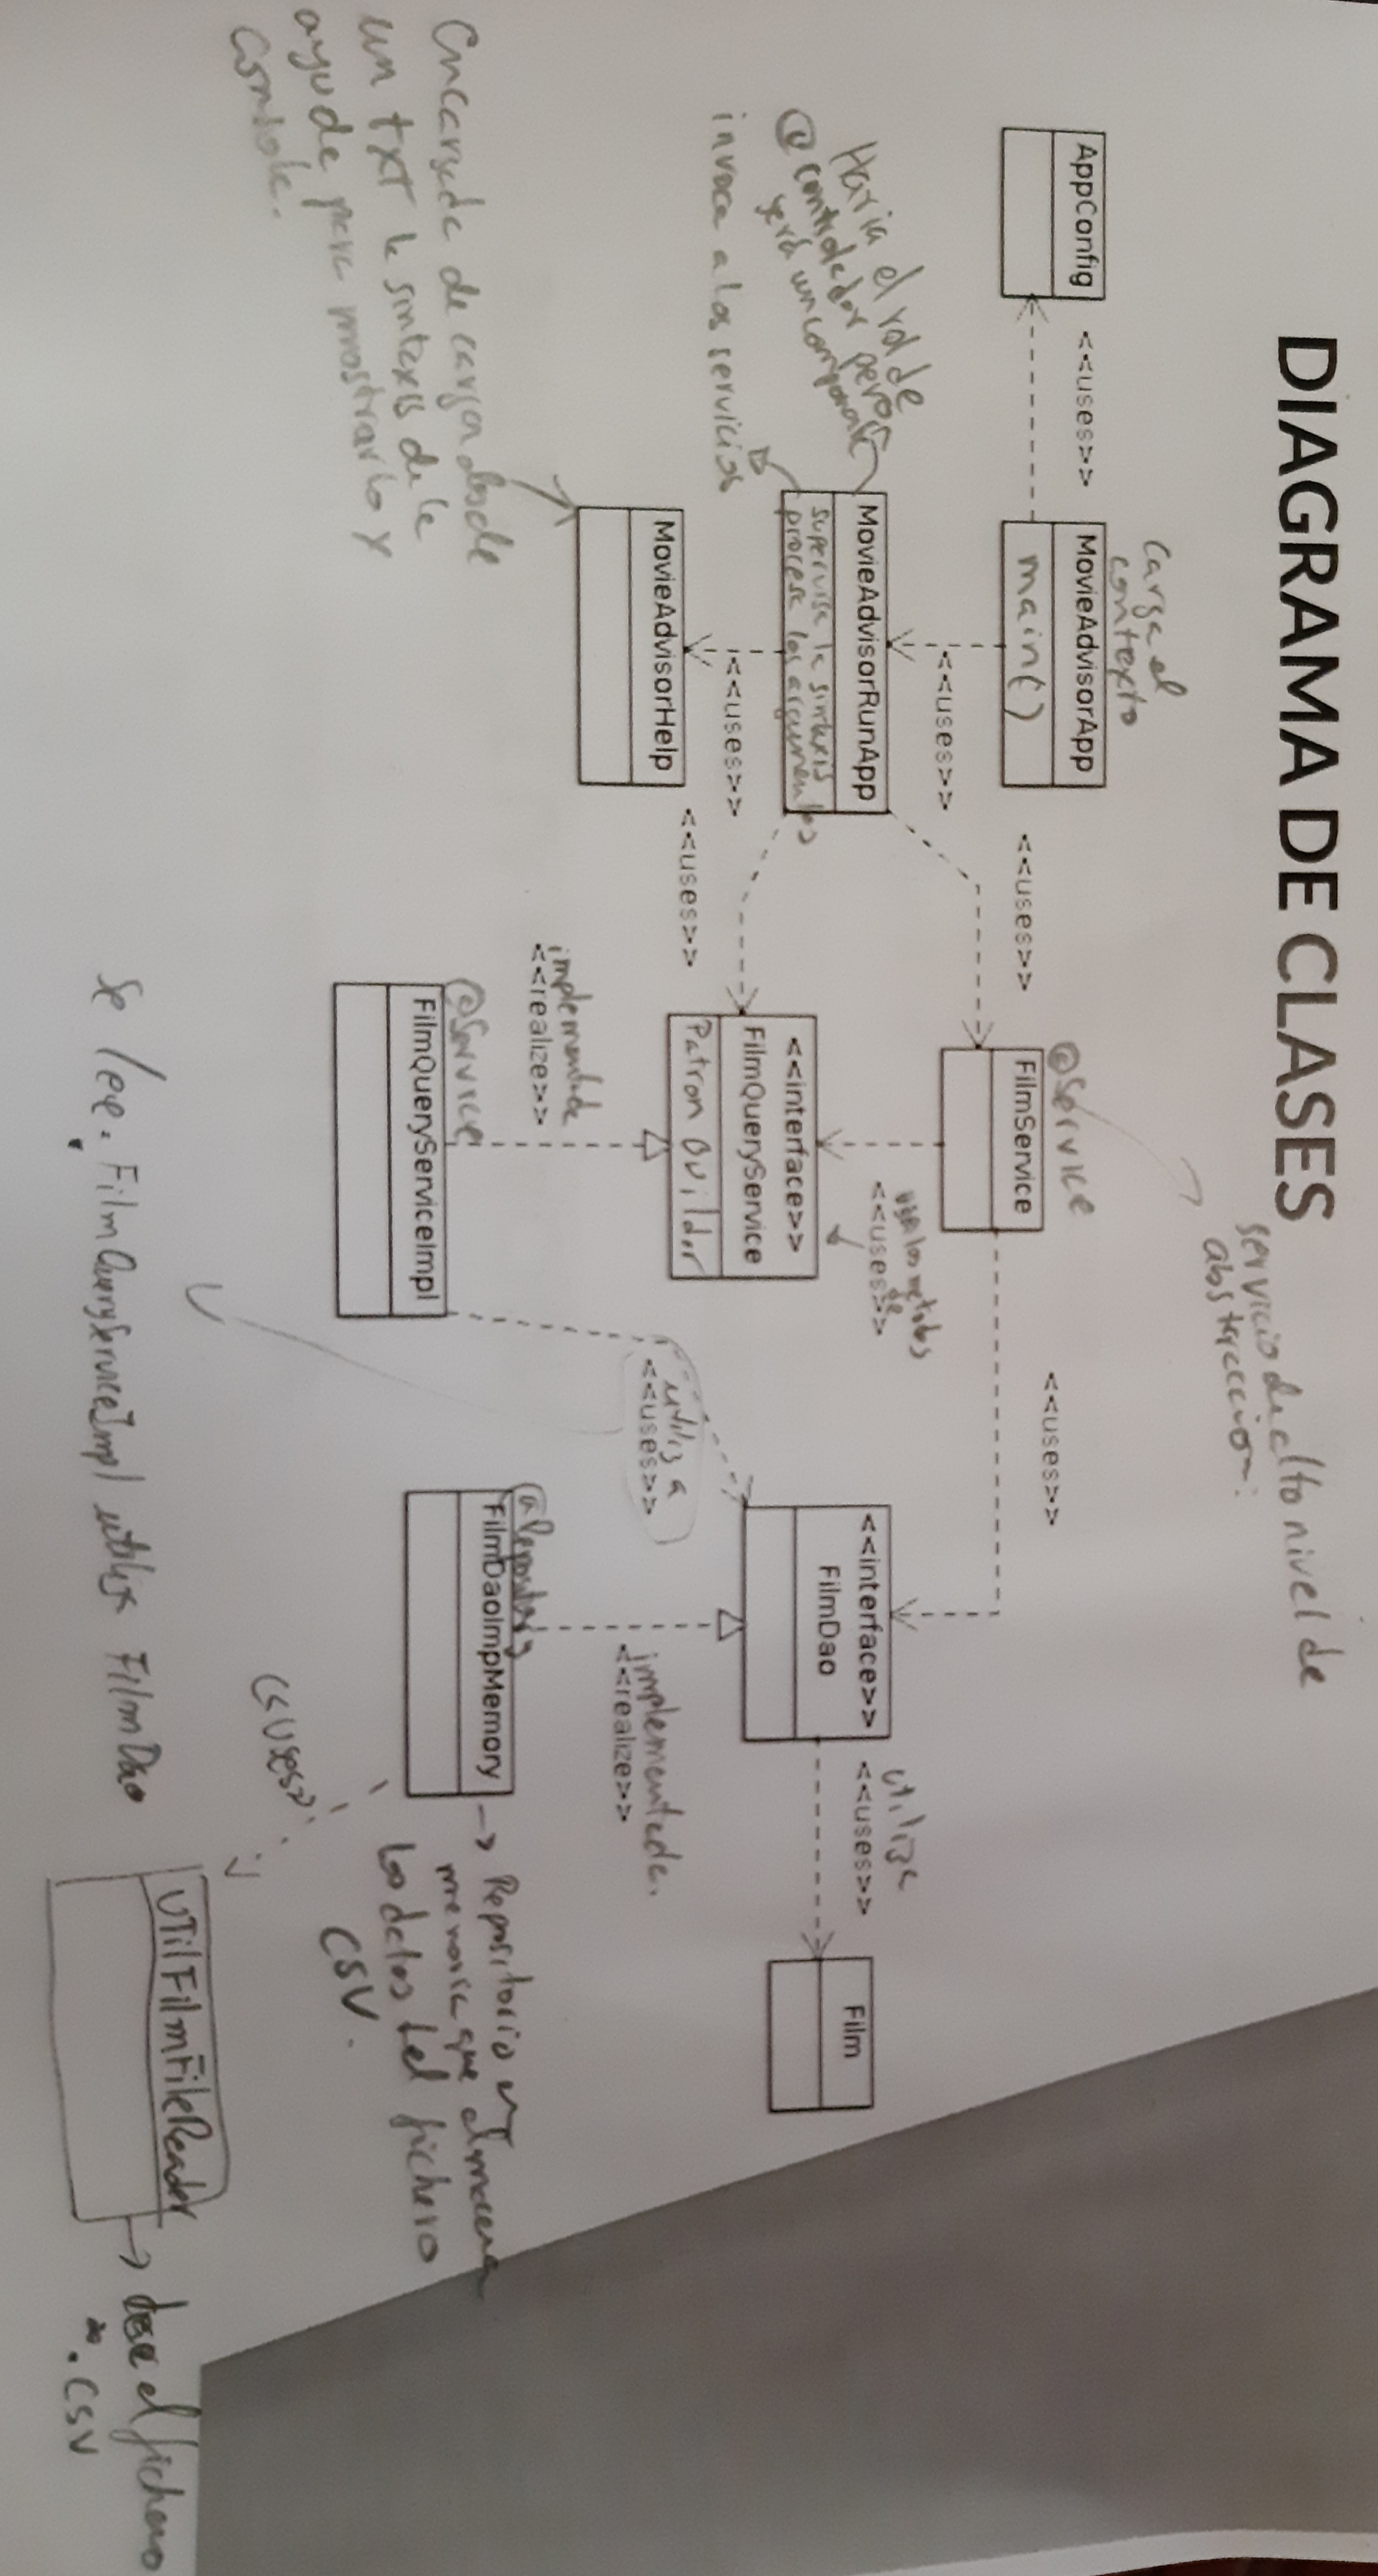 DIAGRAMA DE CLASES
servicio de alto nivel de
abstraccion:
Carga el
contexto
AppConfig
<<uses>>
MovieAdvisorApp
main()
<<uses>>
@Service
FilmService
<<uses>>
<<uses>>
usa los metodos
de
<<uses>>
Haria el rol de
@controlador pero
será un componente
MovieAdvisorRunApp
supervisa la sintaxis
procesa los argumentos
invoca a los servicios
<<interface>>
FilmQueryService
Patron Builder
<<interface>>
FilmDao
utiliza
<<uses>>
Film
<<uses>>
<<uses>>
MovieAdvisorHelp
utiliza
<<uses>>
implementade.
<<realize>>
implementade
<<realize>>
@Repository
FilmDaoImpMemory
Repositorio en
memoria que almacena
los datos del fichero
CSV.
@Service
FilmQueryServiceImpl
Encargada de cargar desde
un txt la sintaxis de la
ayuda para mostrarlo y
Consola.
<<uses>>
UTilFilmFileReader
el fichero
*.CSV
Se lee: FilmQueryServiceImpl utiliza FilmDao